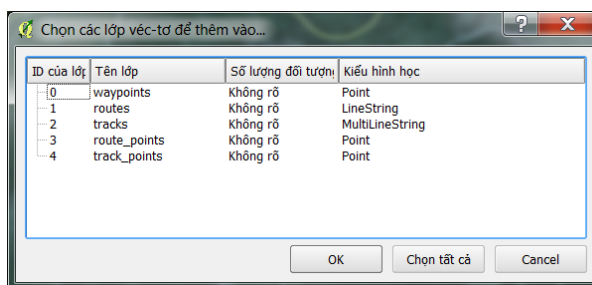 Chọn các lớp véc-tơ để thêm vào...
ID của lớp Tên lớp Số lượng đối tượng Kiểu hình học
0 waypoints Không rõ Point
1 routes Không rõ LineString
2 tracks Không rõ MultiLineString
3 route_points Không rõ Point
4 track_points Không rõ Point
OK Chọn tất cả Cancel